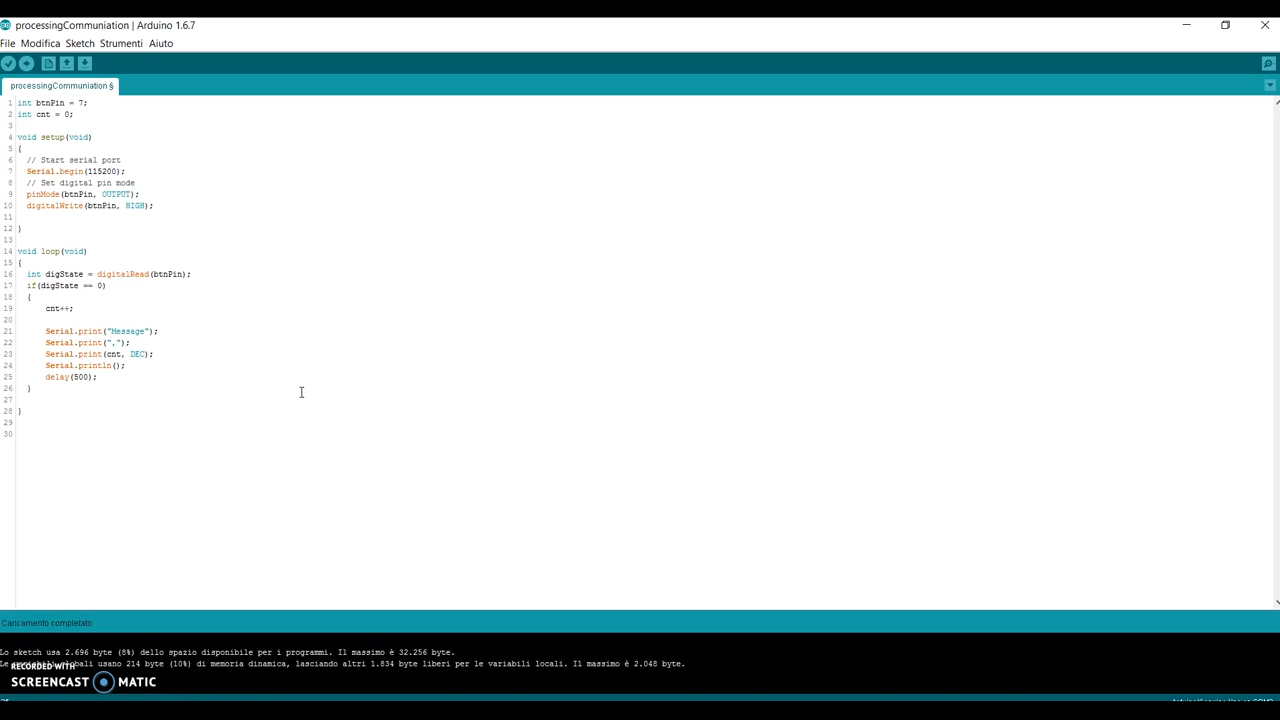 processingCommuniation | Arduino 1.6.7
File Modifica Sketch Strumenti Aiuto
processingCommuniation §
1 int btnPin = 7;
2 int cnt = 0;
3
4 void setup(void)
5 {
6 // Start serial port
7 Serial.begin(115200);
8 // Set digital pin mode
9 pinMode(btnPin, OUTPUT);
10 digitalWrite(btnPin, HIGH);
11
12 }
13
14 void loop(void)
15 {
16 int digState = digitalRead(btnPin);
17 if(digState == 0)
18 {
19 cnt++;
20
21 Serial.print("Message");
22 Serial.print(",");
23 Serial.print(cnt, DEC);
24 Serial.println();
25 delay(500);
26 }
27
28 }
29
30
Caricamento completato
Lo sketch usa 2.696 byte (8%) dello spazio disponibile per i programmi. Il massimo è 32.256 byte.
Le variabili globali usano 214 byte (10%) di memoria dinamica, lasciando altri 1.834 byte liberi per le variabili locali. Il massimo è 2.048 byte.
RECORDED WITH
SCREENCAST MATIC